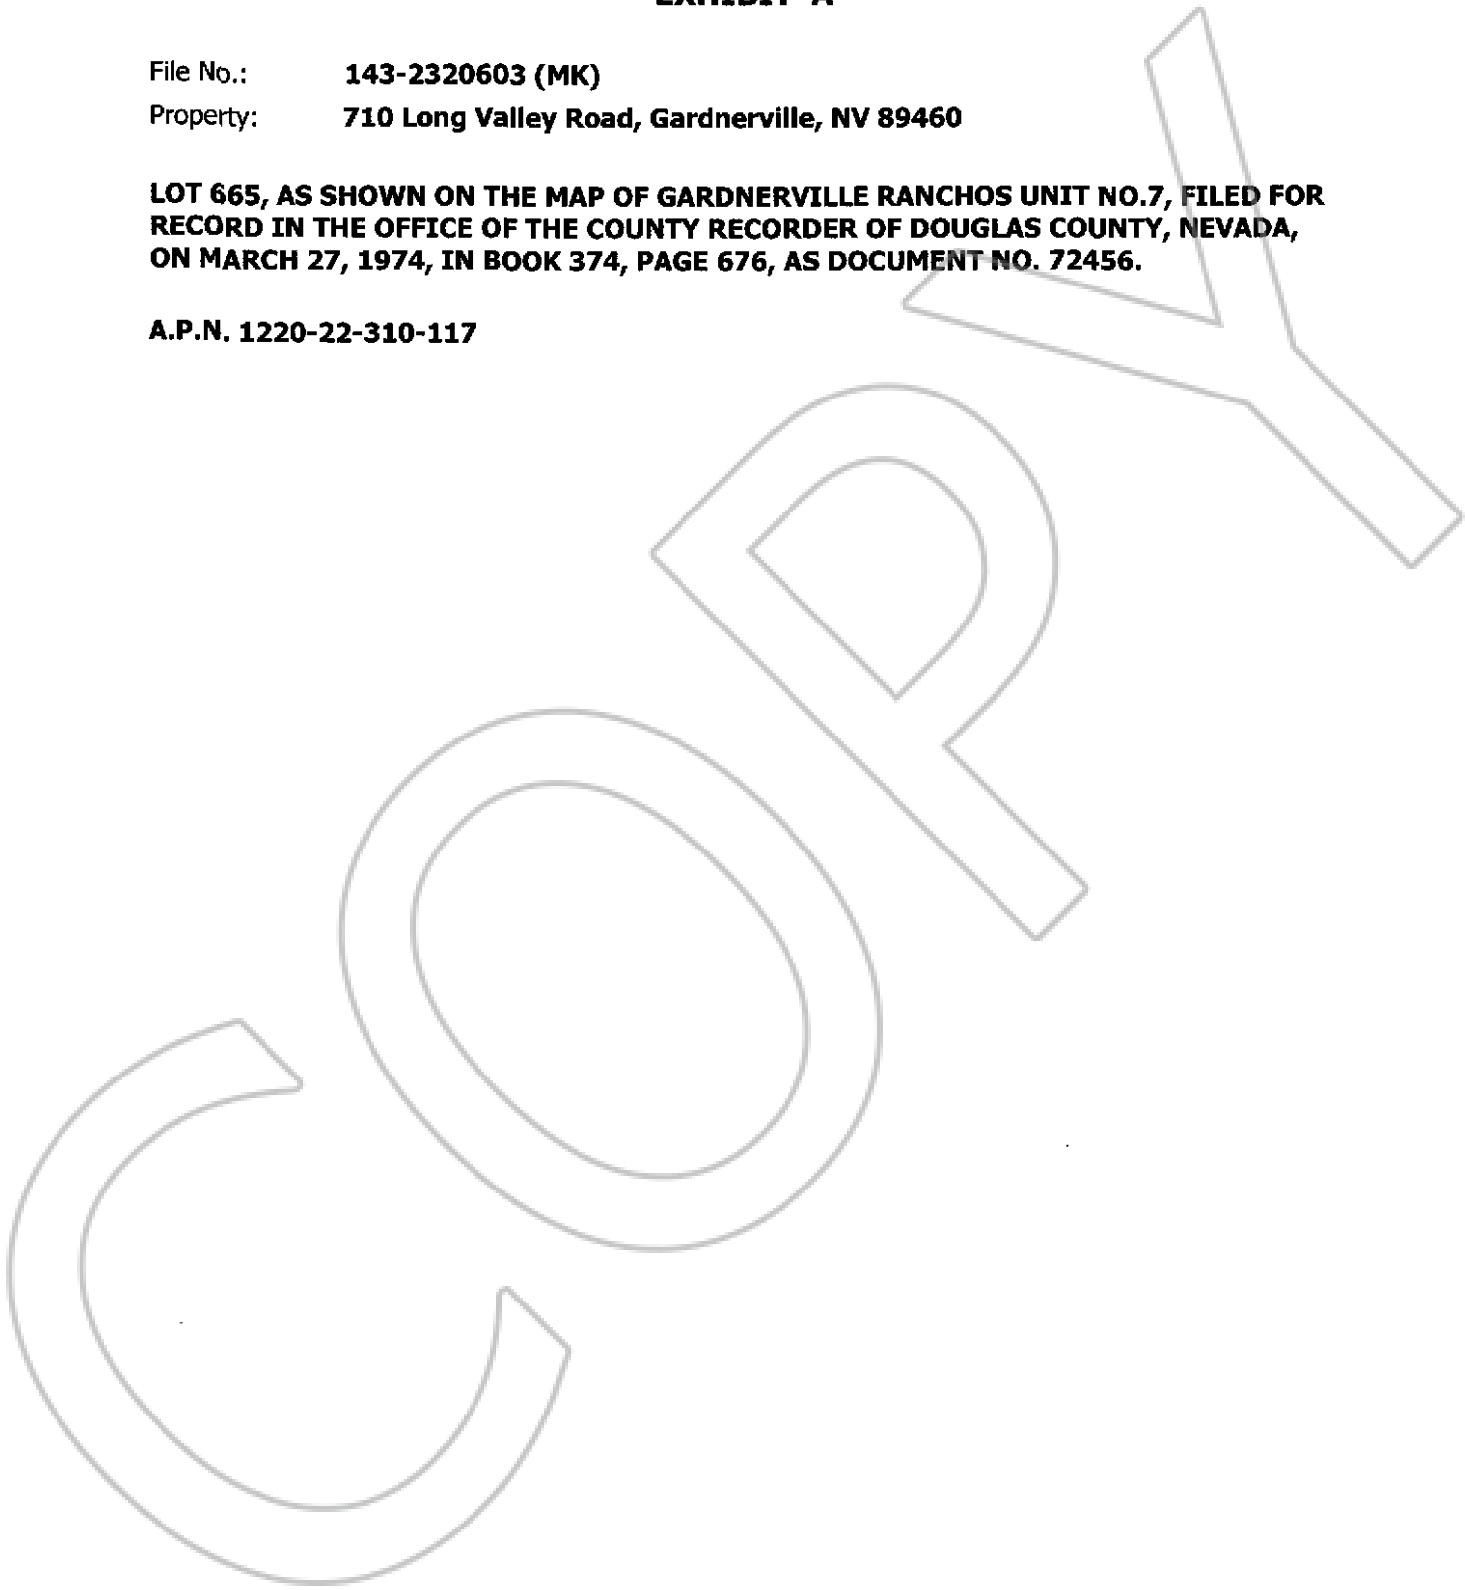 EXHIBIT 'A'
File No.: 143-2320603 (MK)
Property: 710 Long Valley Road, Gardnerville, NV 89460
LOT 665, AS SHOWN ON THE MAP OF GARDNERVILLE RANCHOS UNIT NO.7, FILED FOR
RECORD IN THE OFFICE OF THE COUNTY RECORDER OF DOUGLAS COUNTY, NEVADA,
ON MARCH 27, 1974, IN BOOK 374, PAGE 676, AS DOCUMENT NO. 72456.
A.P.N. 1220-22-310-117
COPY